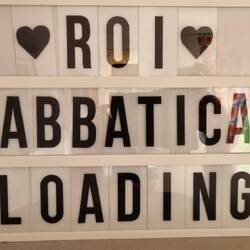 ♥ ROI ♥
ABBATICA
LOADING